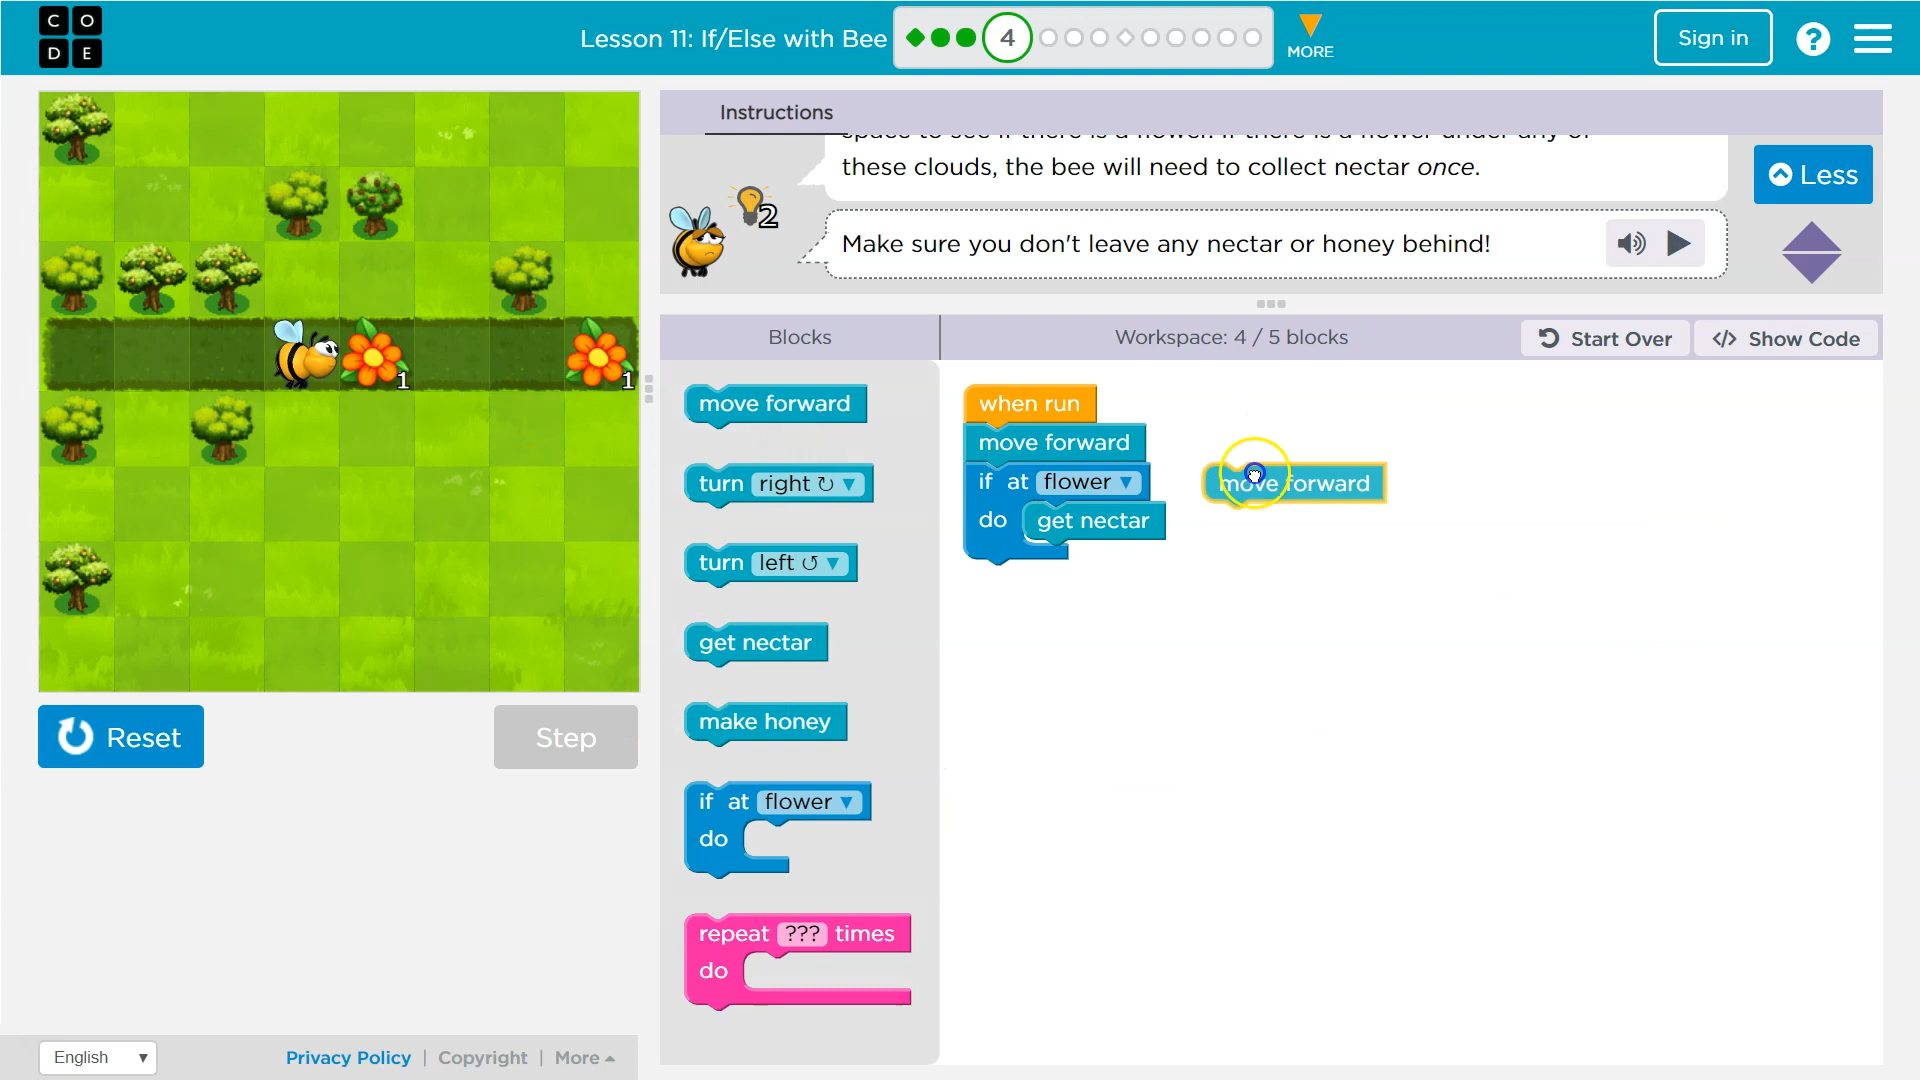 C O
D E
Lesson 11: If/Else with Bee
4
MORE
Sign in
?
Instructions
these clouds, the bee will need to collect nectar once.
2
Make sure you don't leave any nectar or honey behind!
Less
Blocks
Workspace: 4 / 5 blocks
Start Over
</> Show Code
1
1
move forward
turn right
turn left
get nectar
make honey
if at flower
do
repeat ??? times
do
when run
move forward
if at flower
do get nectar
move forward
Reset
Step
English
Privacy Policy | Copyright | More